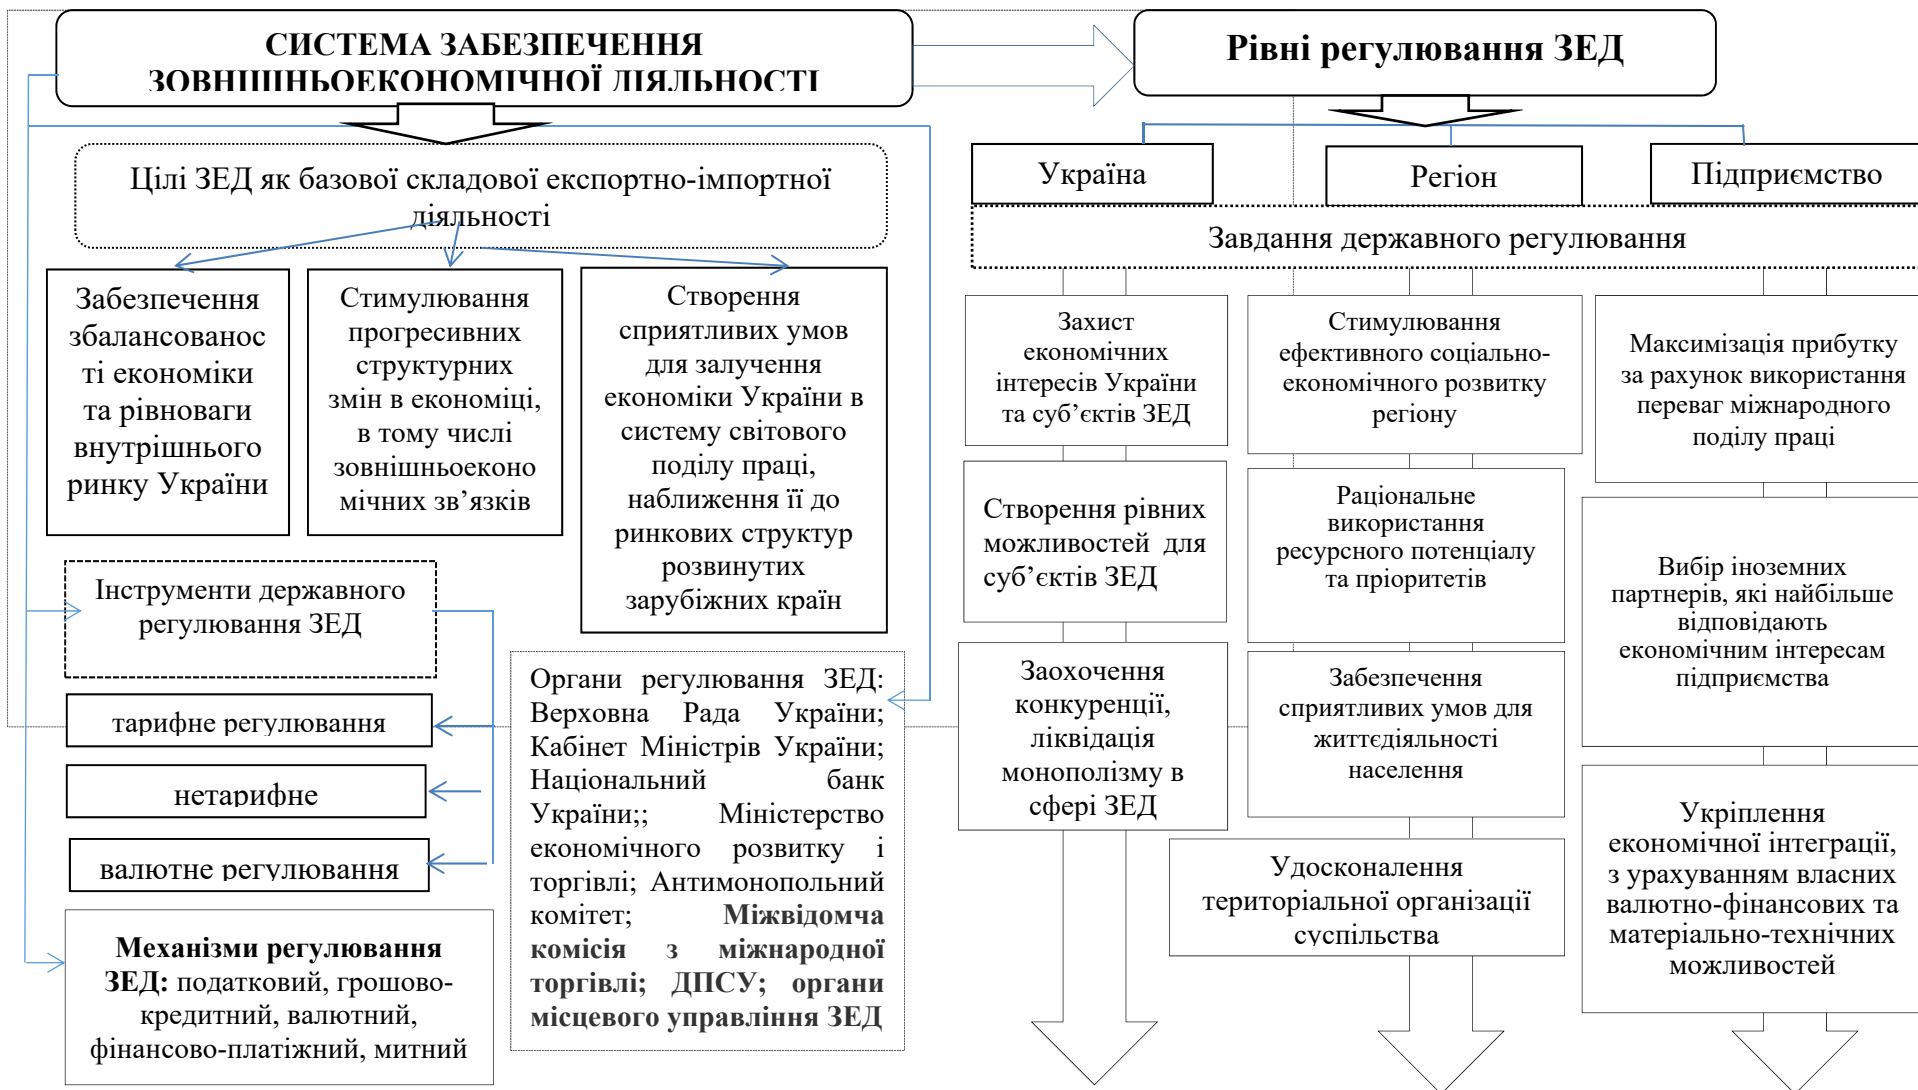 СИСТЕМА ЗАБЕЗПЕЧЕННЯ
ЗОВНІШНЬОЕКОНОМІЧНОЇ ДІЯЛЬНОСТІ
Рівні регулювання ЗЕД
Цілі ЗЕД як базової складової експортно-імпортної
діяльності
Забезпечення
збалансованос
ті економіки
та рівноваги
внутрішнього
ринку України
Стимулювання
прогресивних
структурних
змін в економіці,
в тому числі
зовнішньоеконо
мічних зв’язків
Створення
сприятливих умов
для залучення
економіки України в
систему світового
поділу праці,
наближення її до
ринкових структур
розвинутих
зарубіжних країн
Інструменти державного
регулювання ЗЕД
тарифне регулювання
нетарифне
валютне регулювання
Механізми регулювання
ЗЕД: податковий, грошово-
кредитний, валютний,
фінансово-платіжний, митний
Органи регулювання ЗЕД:
Верховна Рада України;
Кабінет Міністрів України;
Національний банк
України;; Міністерство
економічного розвитку і
торгівлі; Антимонопольний
комітет; Міжвідомча
комісія з міжнародної
торгівлі; ДПСУ; органи
місцевого управління ЗЕД
Україна
Регіон
Підприємство
Завдання державного регулювання
Захист
економічних
інтересів України
та суб’єктів ЗЕД
Створення рівних
можливостей для
суб’єктів ЗЕД
Заохочення
конкуренції,
ліквідація
монополізму в
сфері ЗЕД
Стимулювання
ефективного соціально-
економічного розвитку
регіону
Раціональне
використання
ресурсного потенціалу
та пріоритетів
Забезпечення
сприятливих умов для
життєдіяльності
населення
Удосконалення
територіальної організації
суспільства
Максимізація прибутку
за рахунок використання
переваг міжнародного
поділу праці
Вибір іноземних
партнерів, які найбільше
відповідають
економічним інтересам
підприємства
Укріплення
економічної інтеграції,
з урахуванням власних
валютно-фінансових та
матеріально-технічних
можливостей